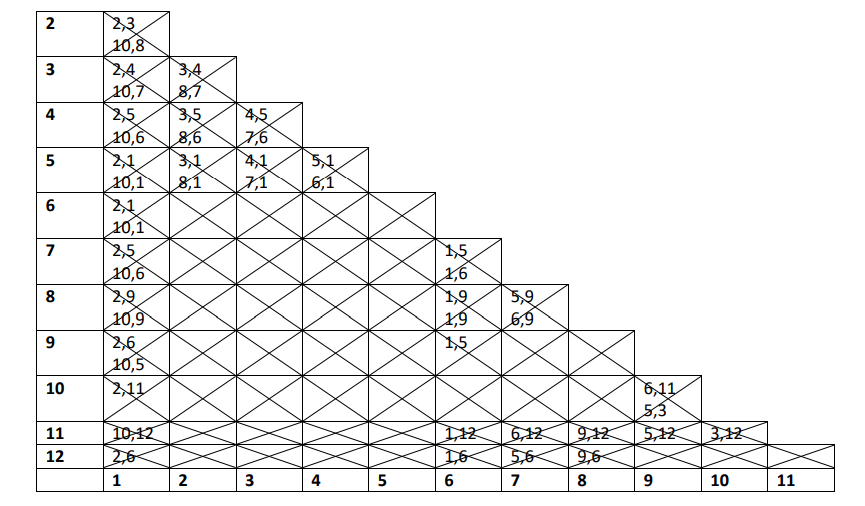 2 2,3
10,8
3 2,4 3,4
10,7 8,7
4 2,5 3,5 4,5
10,6 8,6 7,6
5 2,1 3,1 4,1 5,1
10,1 8,1 7,1 6,1
6 2,1
10,1
7 2,5 1,5
10,6 1,6
8 2,9 1,9 5,9
10,9 1,9 6,9
9 2,6 1,5
10,5
10 2,11 6,11
5,3
11 10,12 1,12 6,12 9,12 5,12 3,12
12 2,6 1,6 5,6 9,6
1 2 3 4 5 6 7 8 9 10 11